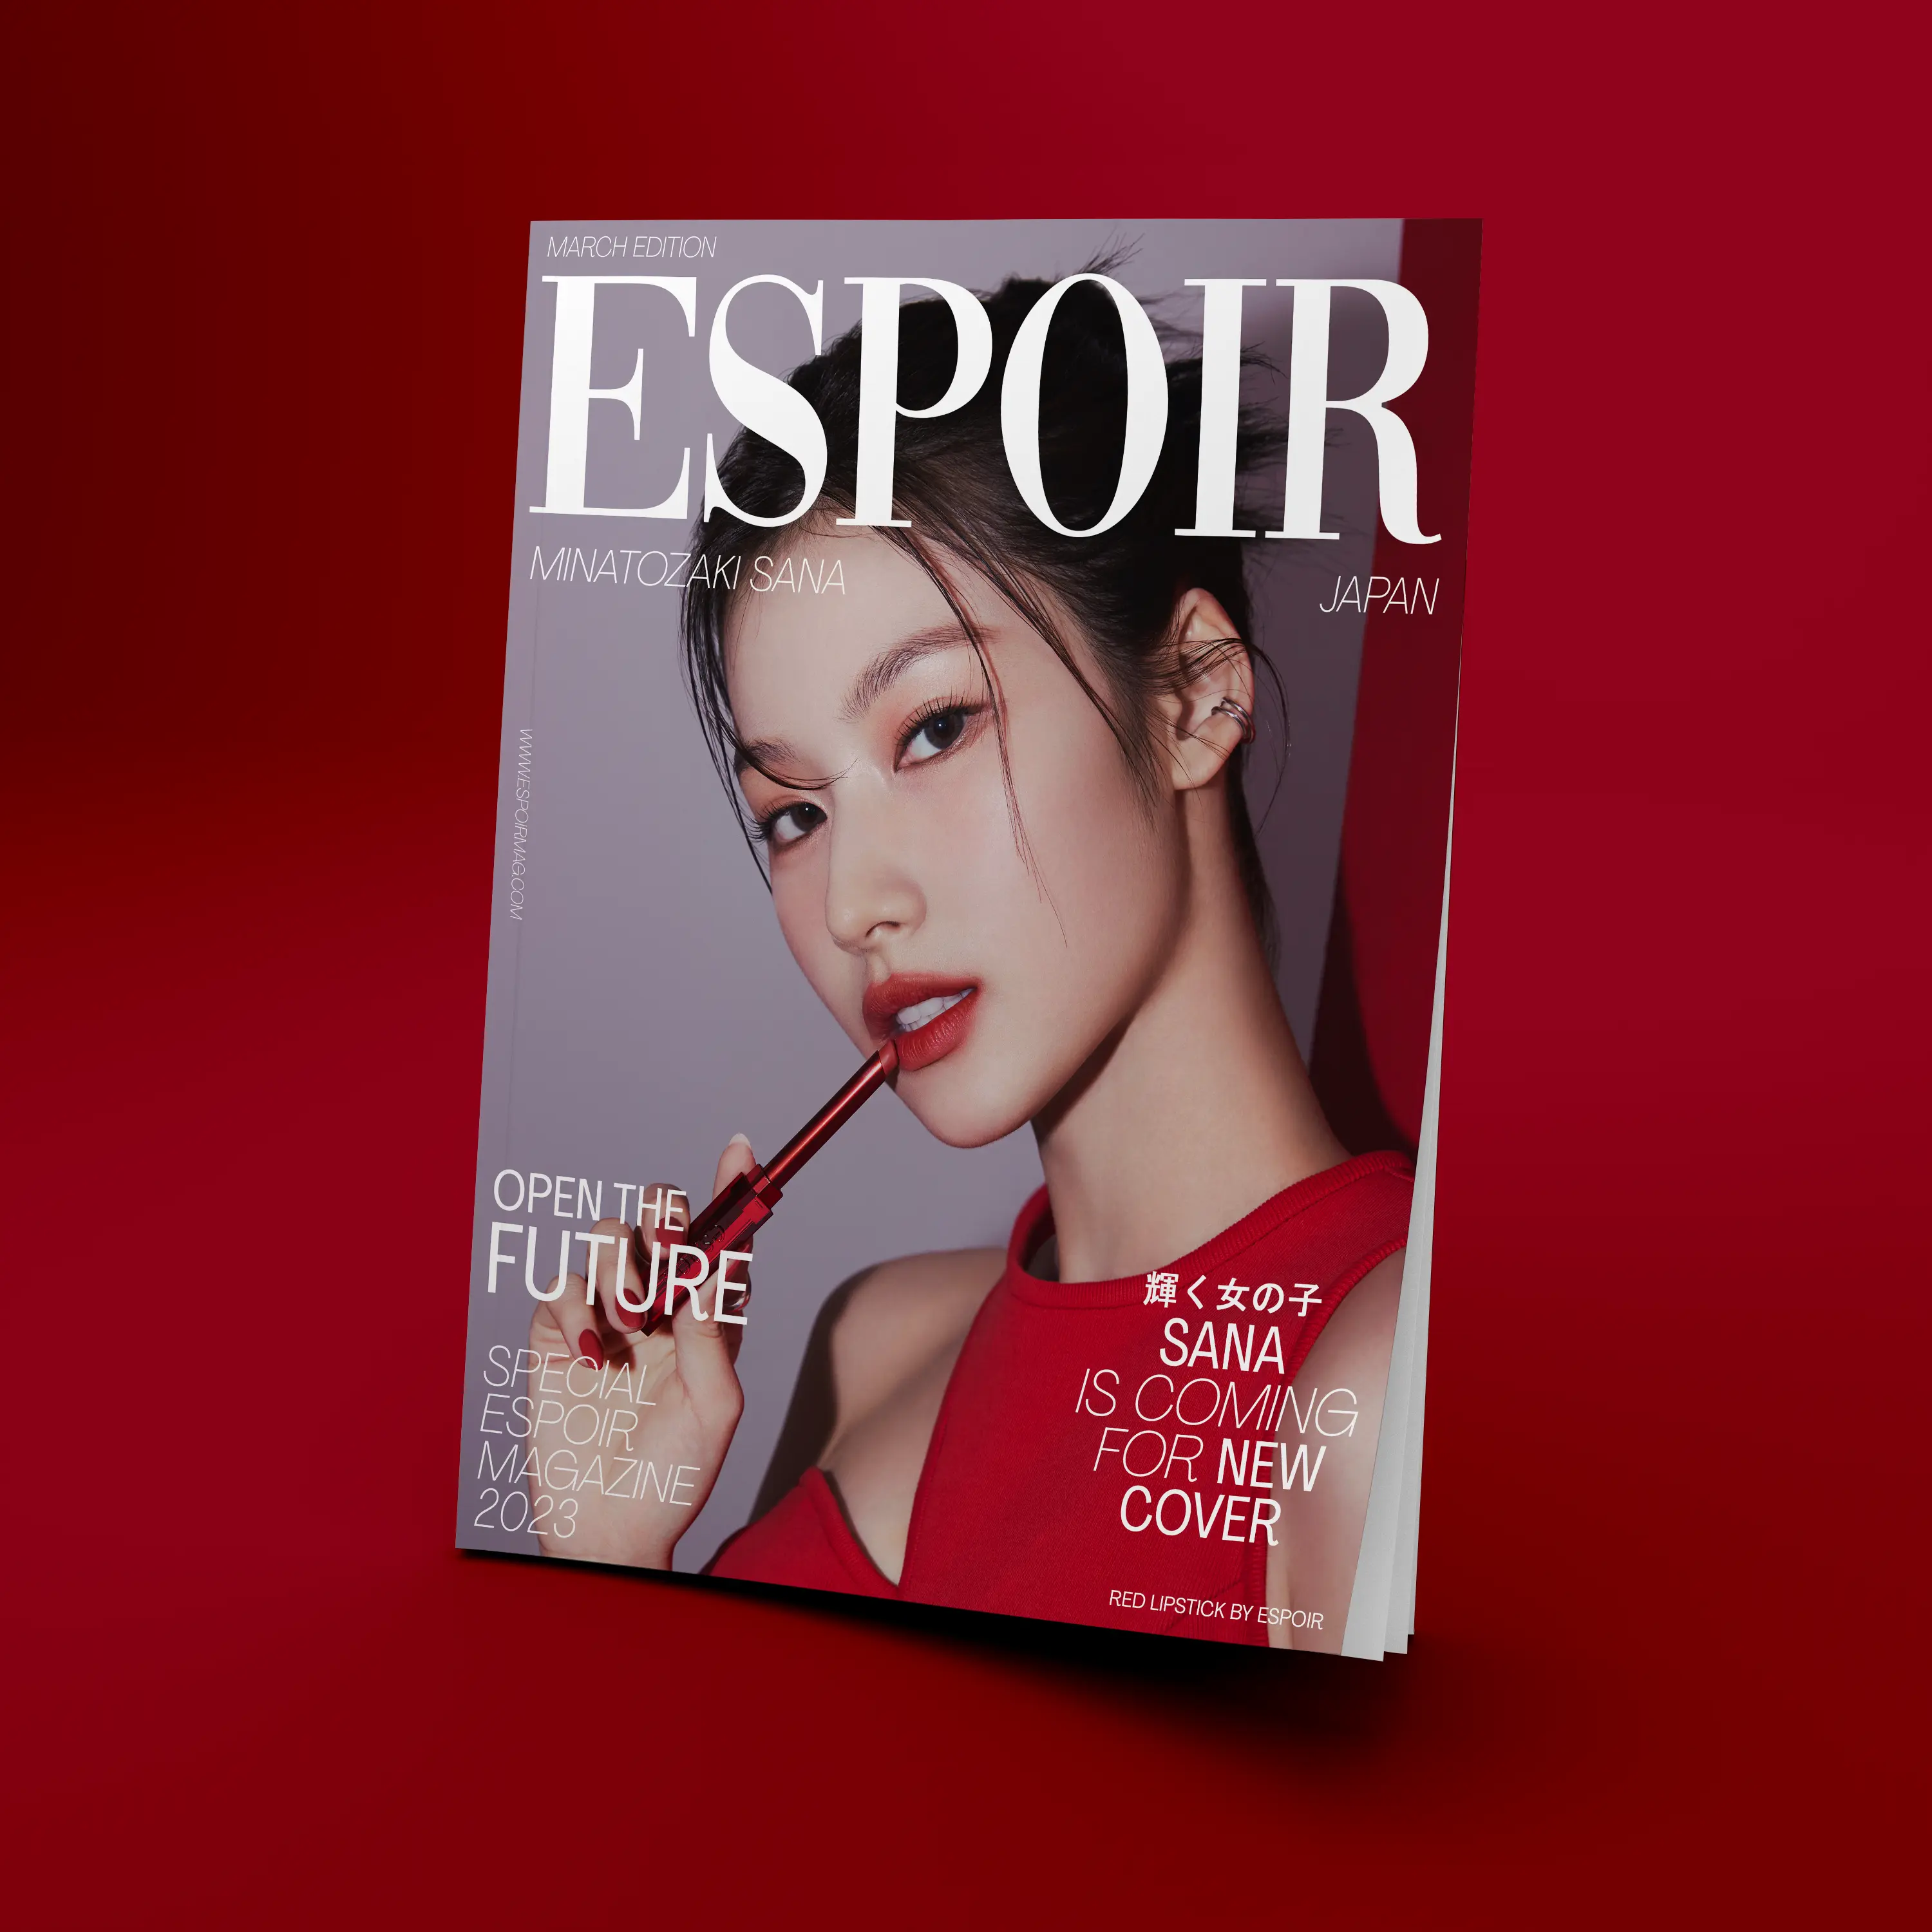 MARCH EDITION
ESPOIR
MINATOZAKI SANA
JAPAN
WWW.ESPOIRMAG.COM
OPEN THE
FUTURE
SPECIAL
ESPOIR
MAGAZINE
2023
輝く女の子
SANA
IS COMING
FOR NEW
COVER
RED LIPSTICK BY ESPOIR